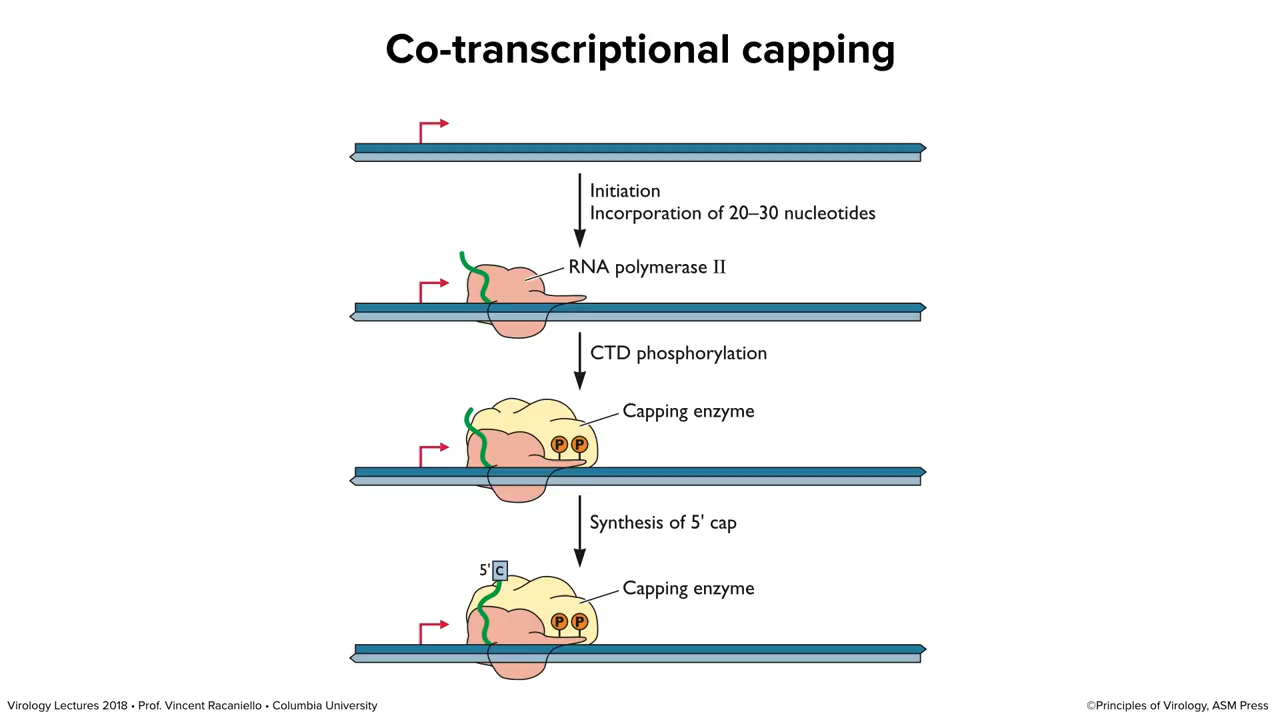 Co-transcriptional capping
Initiation
Incorporation of 20–30 nucleotides
RNA polymerase II
CTD phosphorylation
Capping enzyme
P P
Synthesis of 5' cap
5' C
Capping enzyme
P P
Virology Lectures 2018 • Prof. Vincent Racaniello • Columbia University
©Principles of Virology, ASM Press